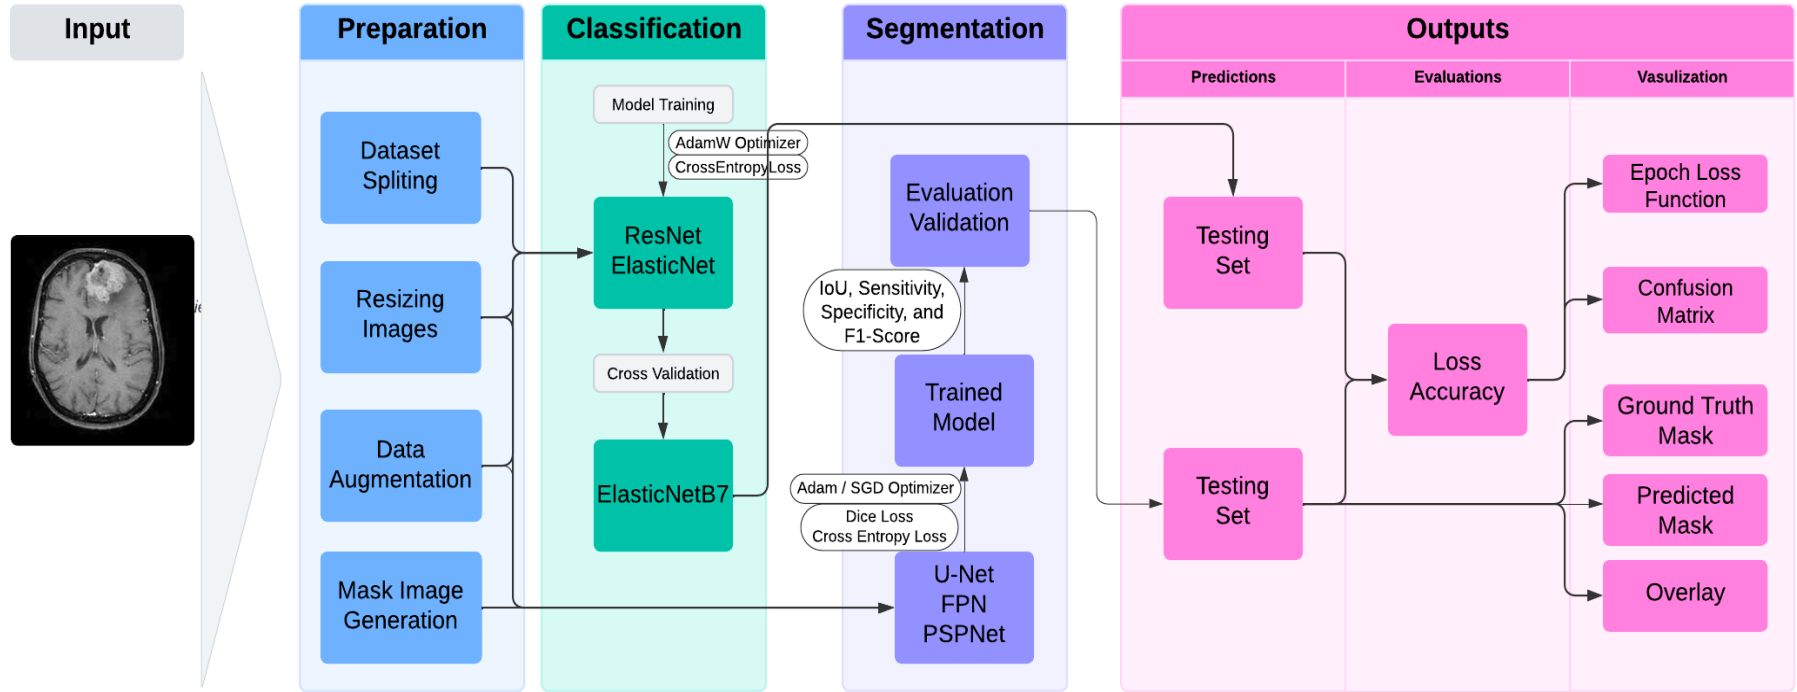 Input
Preparation
Classification
Segmentation
Outputs
Predictions
Evaluations
Vasulization
Dataset
Spliting
Resizing
Images
Data
Augmentation
Mask Image
Generation
Model Training
AdamW Optimizer
CrossEntropyLoss
ResNet
ElasticNet
Cross Validation
ElasticNetB7
Evaluation
Validation
IoU, Sensitivity,
Specificity, and
F1-Score
Trained
Model
Adam / SGD Optimizer
Dice Loss
Cross Entropy Loss
U-Net
FPN
PSPNet
Testing
Set
Testing
Set
Loss
Accuracy
Epoch Loss
Function
Confusion
Matrix
Ground Truth
Mask
Predicted
Mask
Overlay